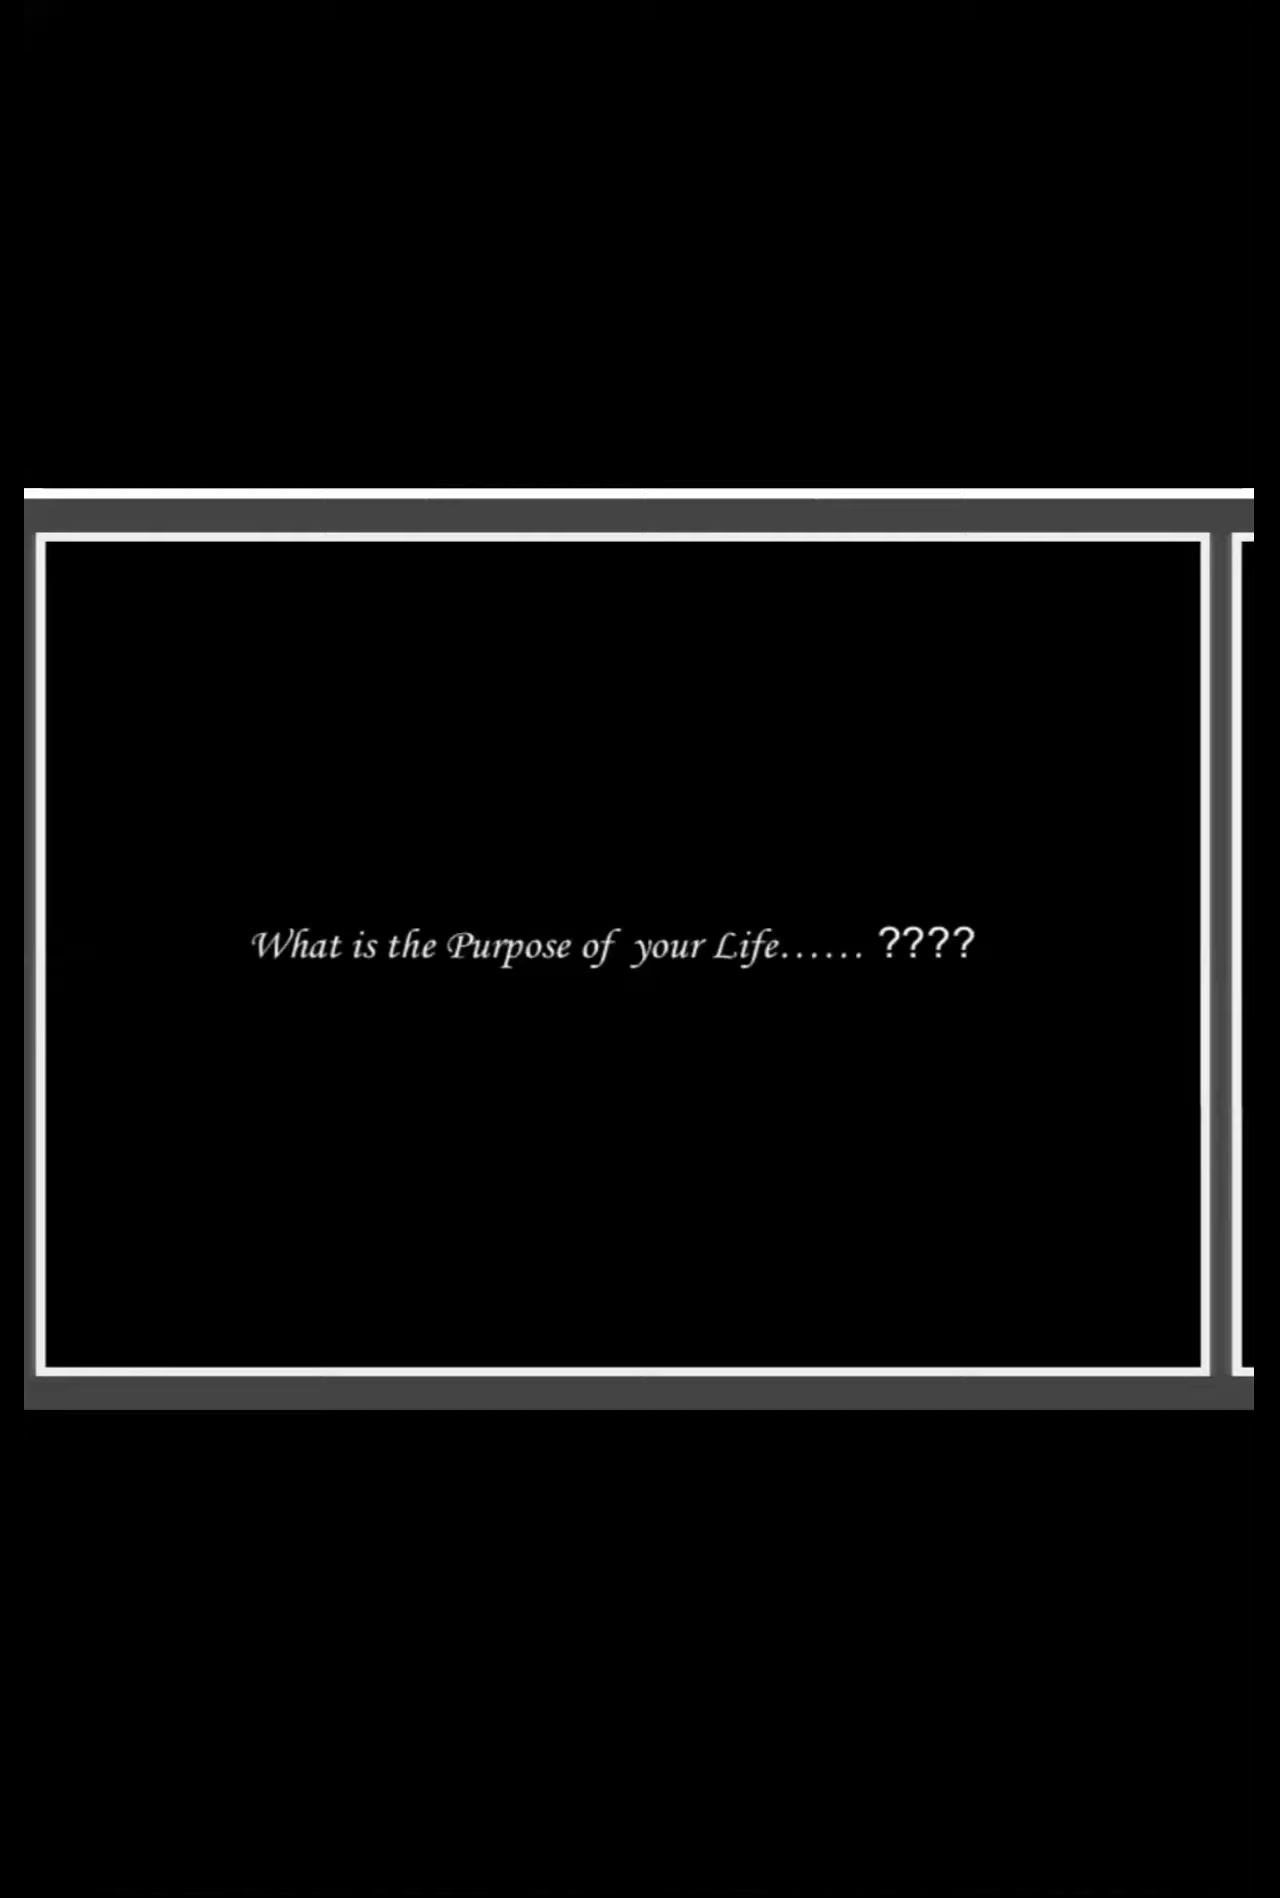 What is the Purpose of your Life...... ????